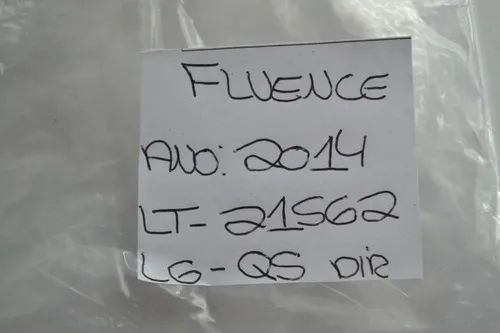 FLUENCE
ANO: 2014
LT-21562
LG-QS DIR